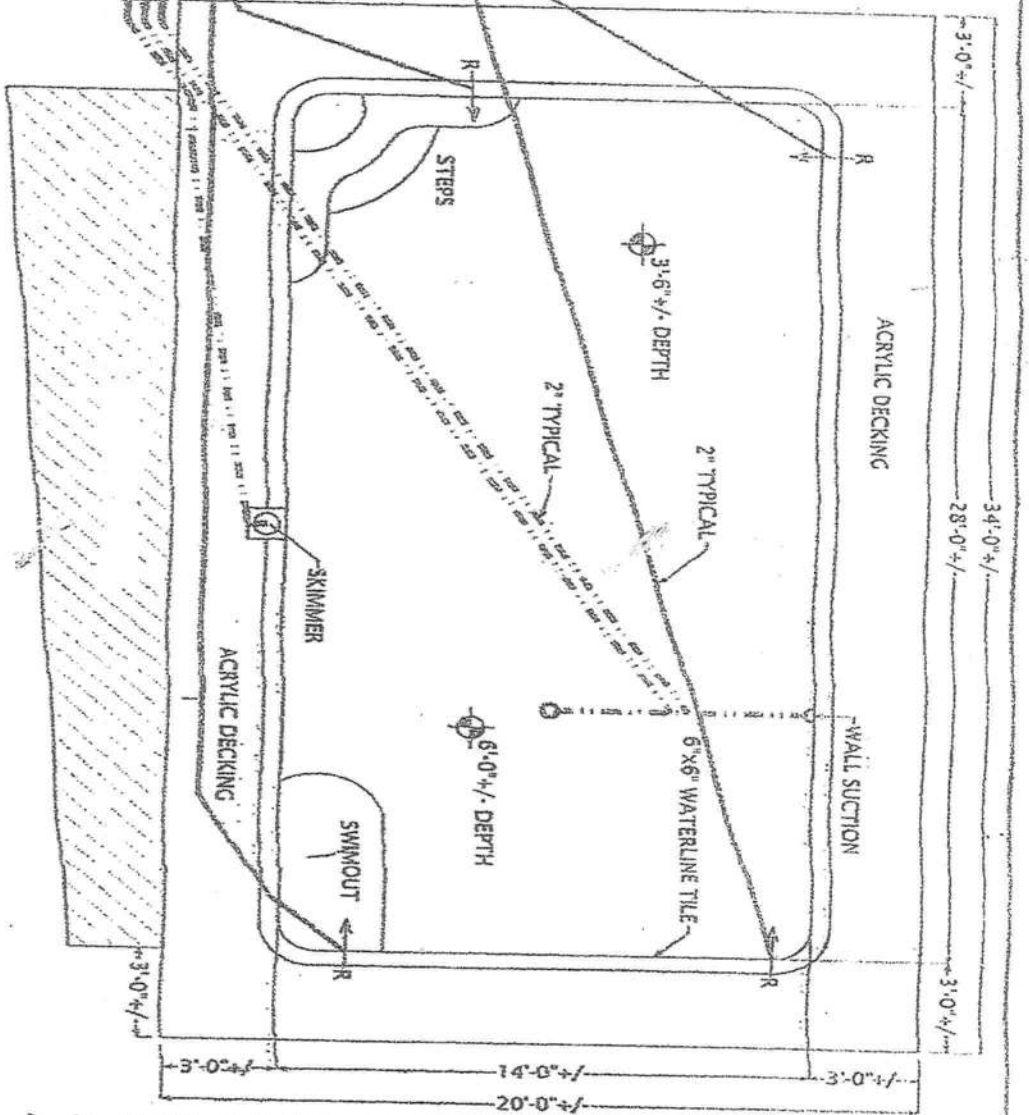 3'-0"+/-
28'-0"+/-
34'-0"+/-
3'-0"+/-
ACRYLIC DECKING
R
R
STEPS
3'-6"+/- DEPTH
2" TYPICAL
2" TYPICAL
WALL SUCTION
6"x6" WATERLINE TILE
SKIMMER
6'-0"+/- DEPTH
ACRYLIC DECKING
SWIMOUT
R
R
3'-0"+/-
3'-0"+/-
14'-0"+/-
3'-0"+/-
20'-0"+/-